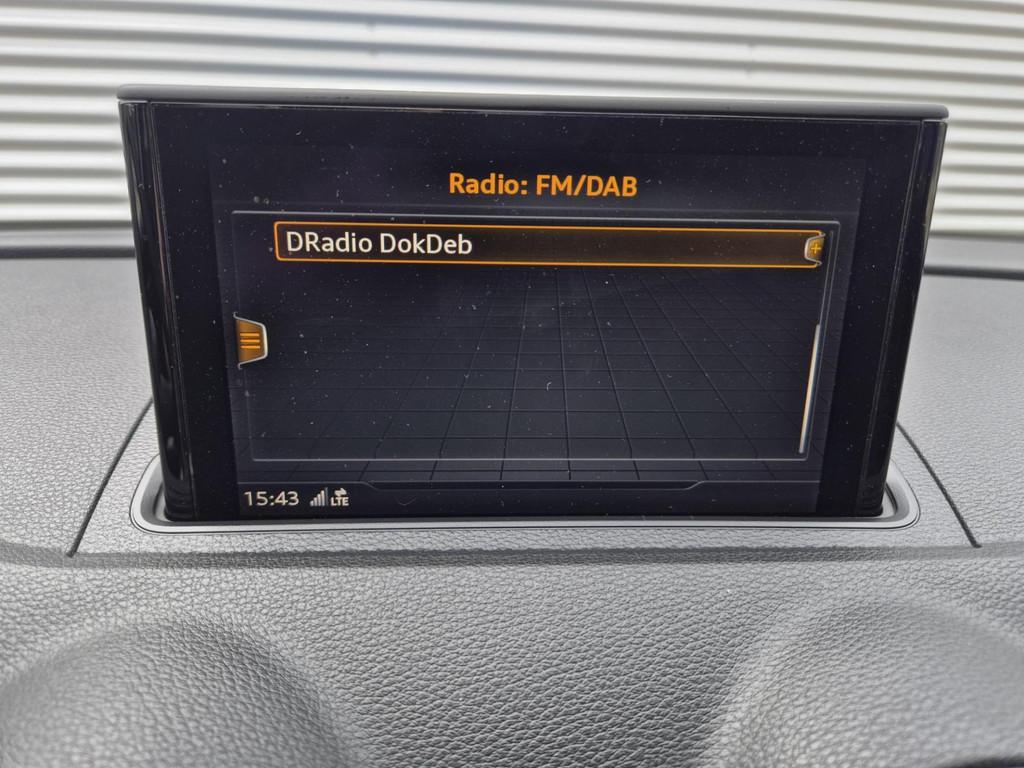 Radio: FM/DAB
DRadio DokDeb
15:43 LTE